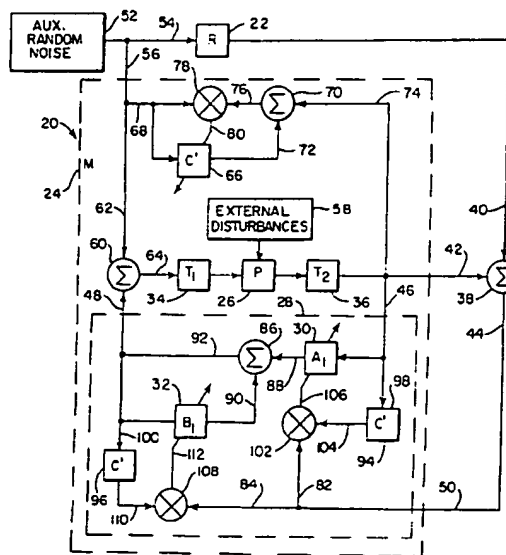 AUX.
RANDOM
NOISE
52
54
R
22
56
78
76
Σ
70
74
68
80
72
C'
66
20
M
24
EXTERNAL
DISTURBANCES
58
62
40
60
Σ
64
T₁
P
T₂
42
Σ
38
48
34
26
36
46
44
28
92
86
Σ
30
A₁
88
32
90
106
98
B₁
102
104
C'
94
100
112
C'
108
96
84
82
50
110